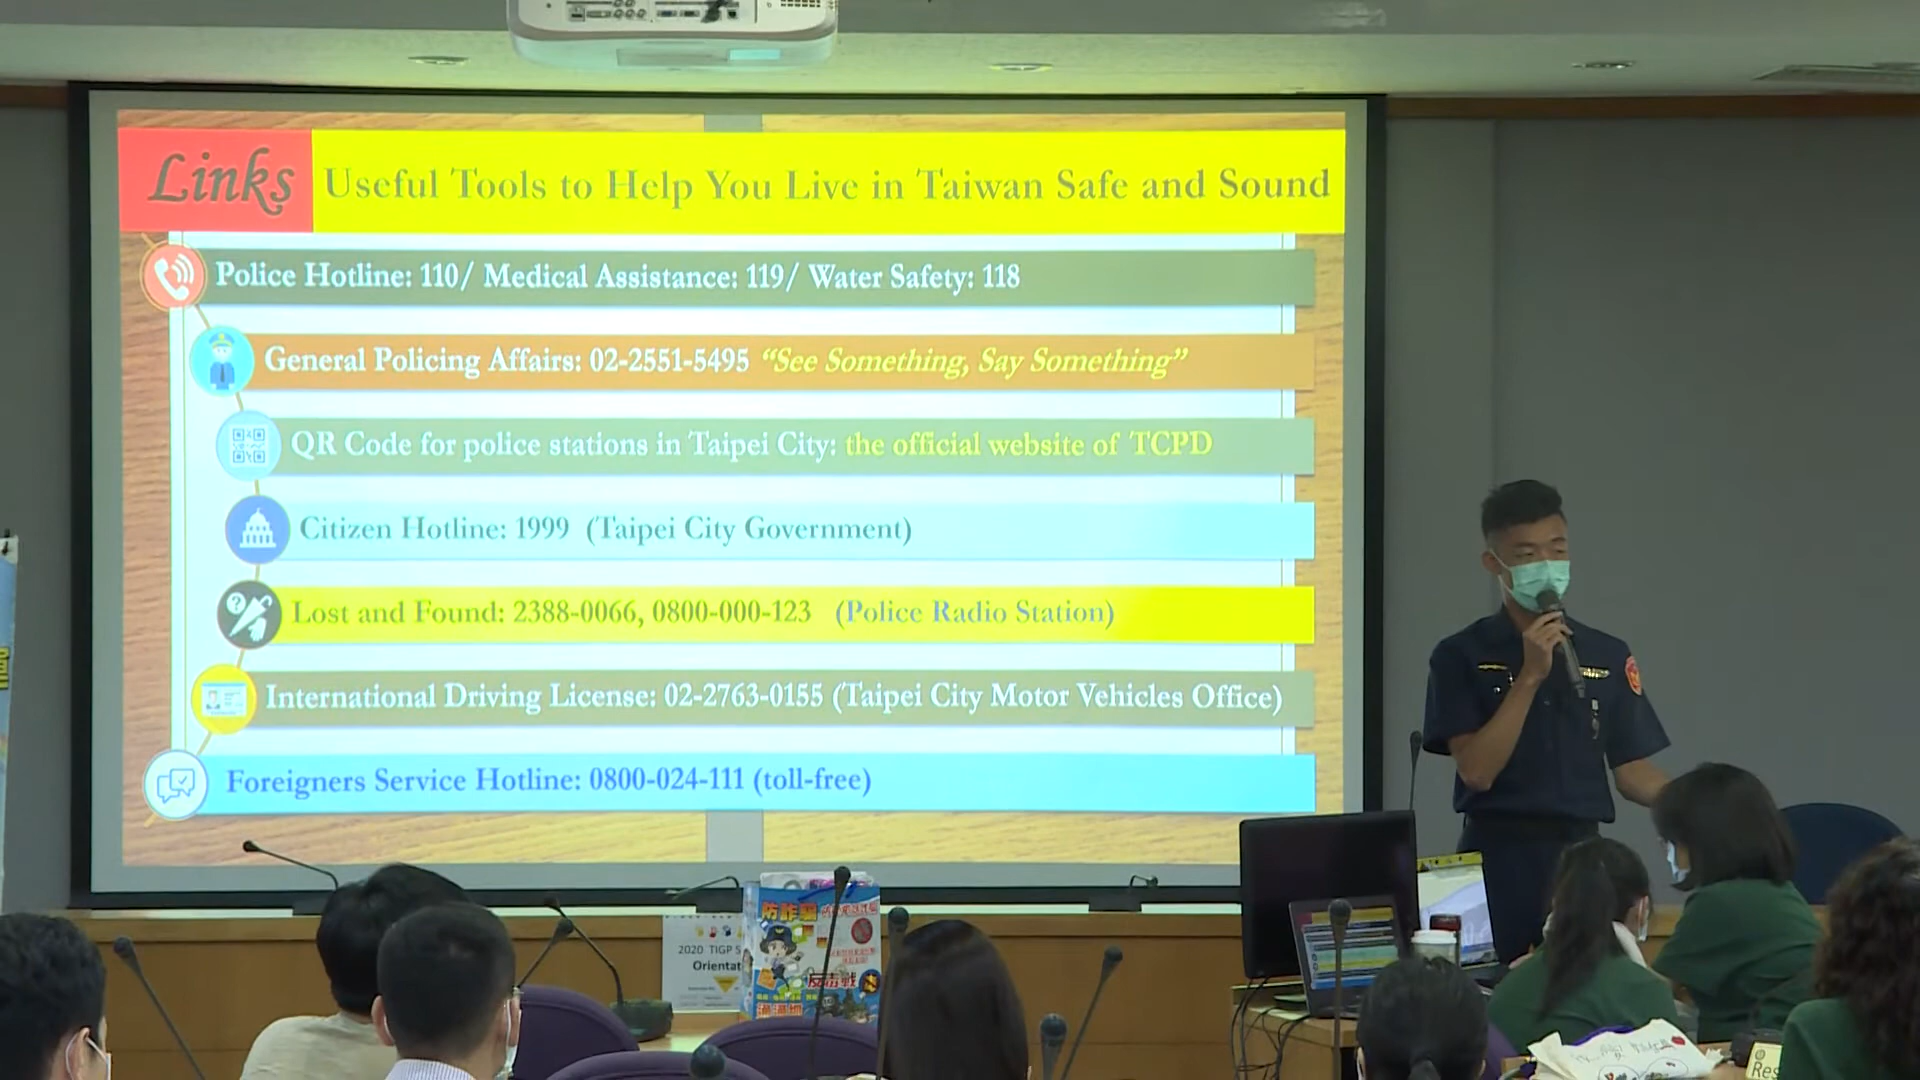 Links
Useful Tools to Help You Live in Taiwan Safe and Sound
Police Hotline: 110/ Medical Assistance: 119/ Water Safety: 118
General Policing Affairs: 02-2551-5495 “See Something, Say Something”
QR Code for police stations in Taipei City: the official website of TCPD
Citizen Hotline: 1999 (Taipei City Government)
Lost and Found: 2388-0066, 0800-000-123 (Police Radio Station)
International Driving License: 02-2763-0155 (Taipei City Motor Vehicles Office)
Foreigners Service Hotline: 0800-024-111 (toll-free)
2020 TIGP S
Orientat
防詐騙
Res